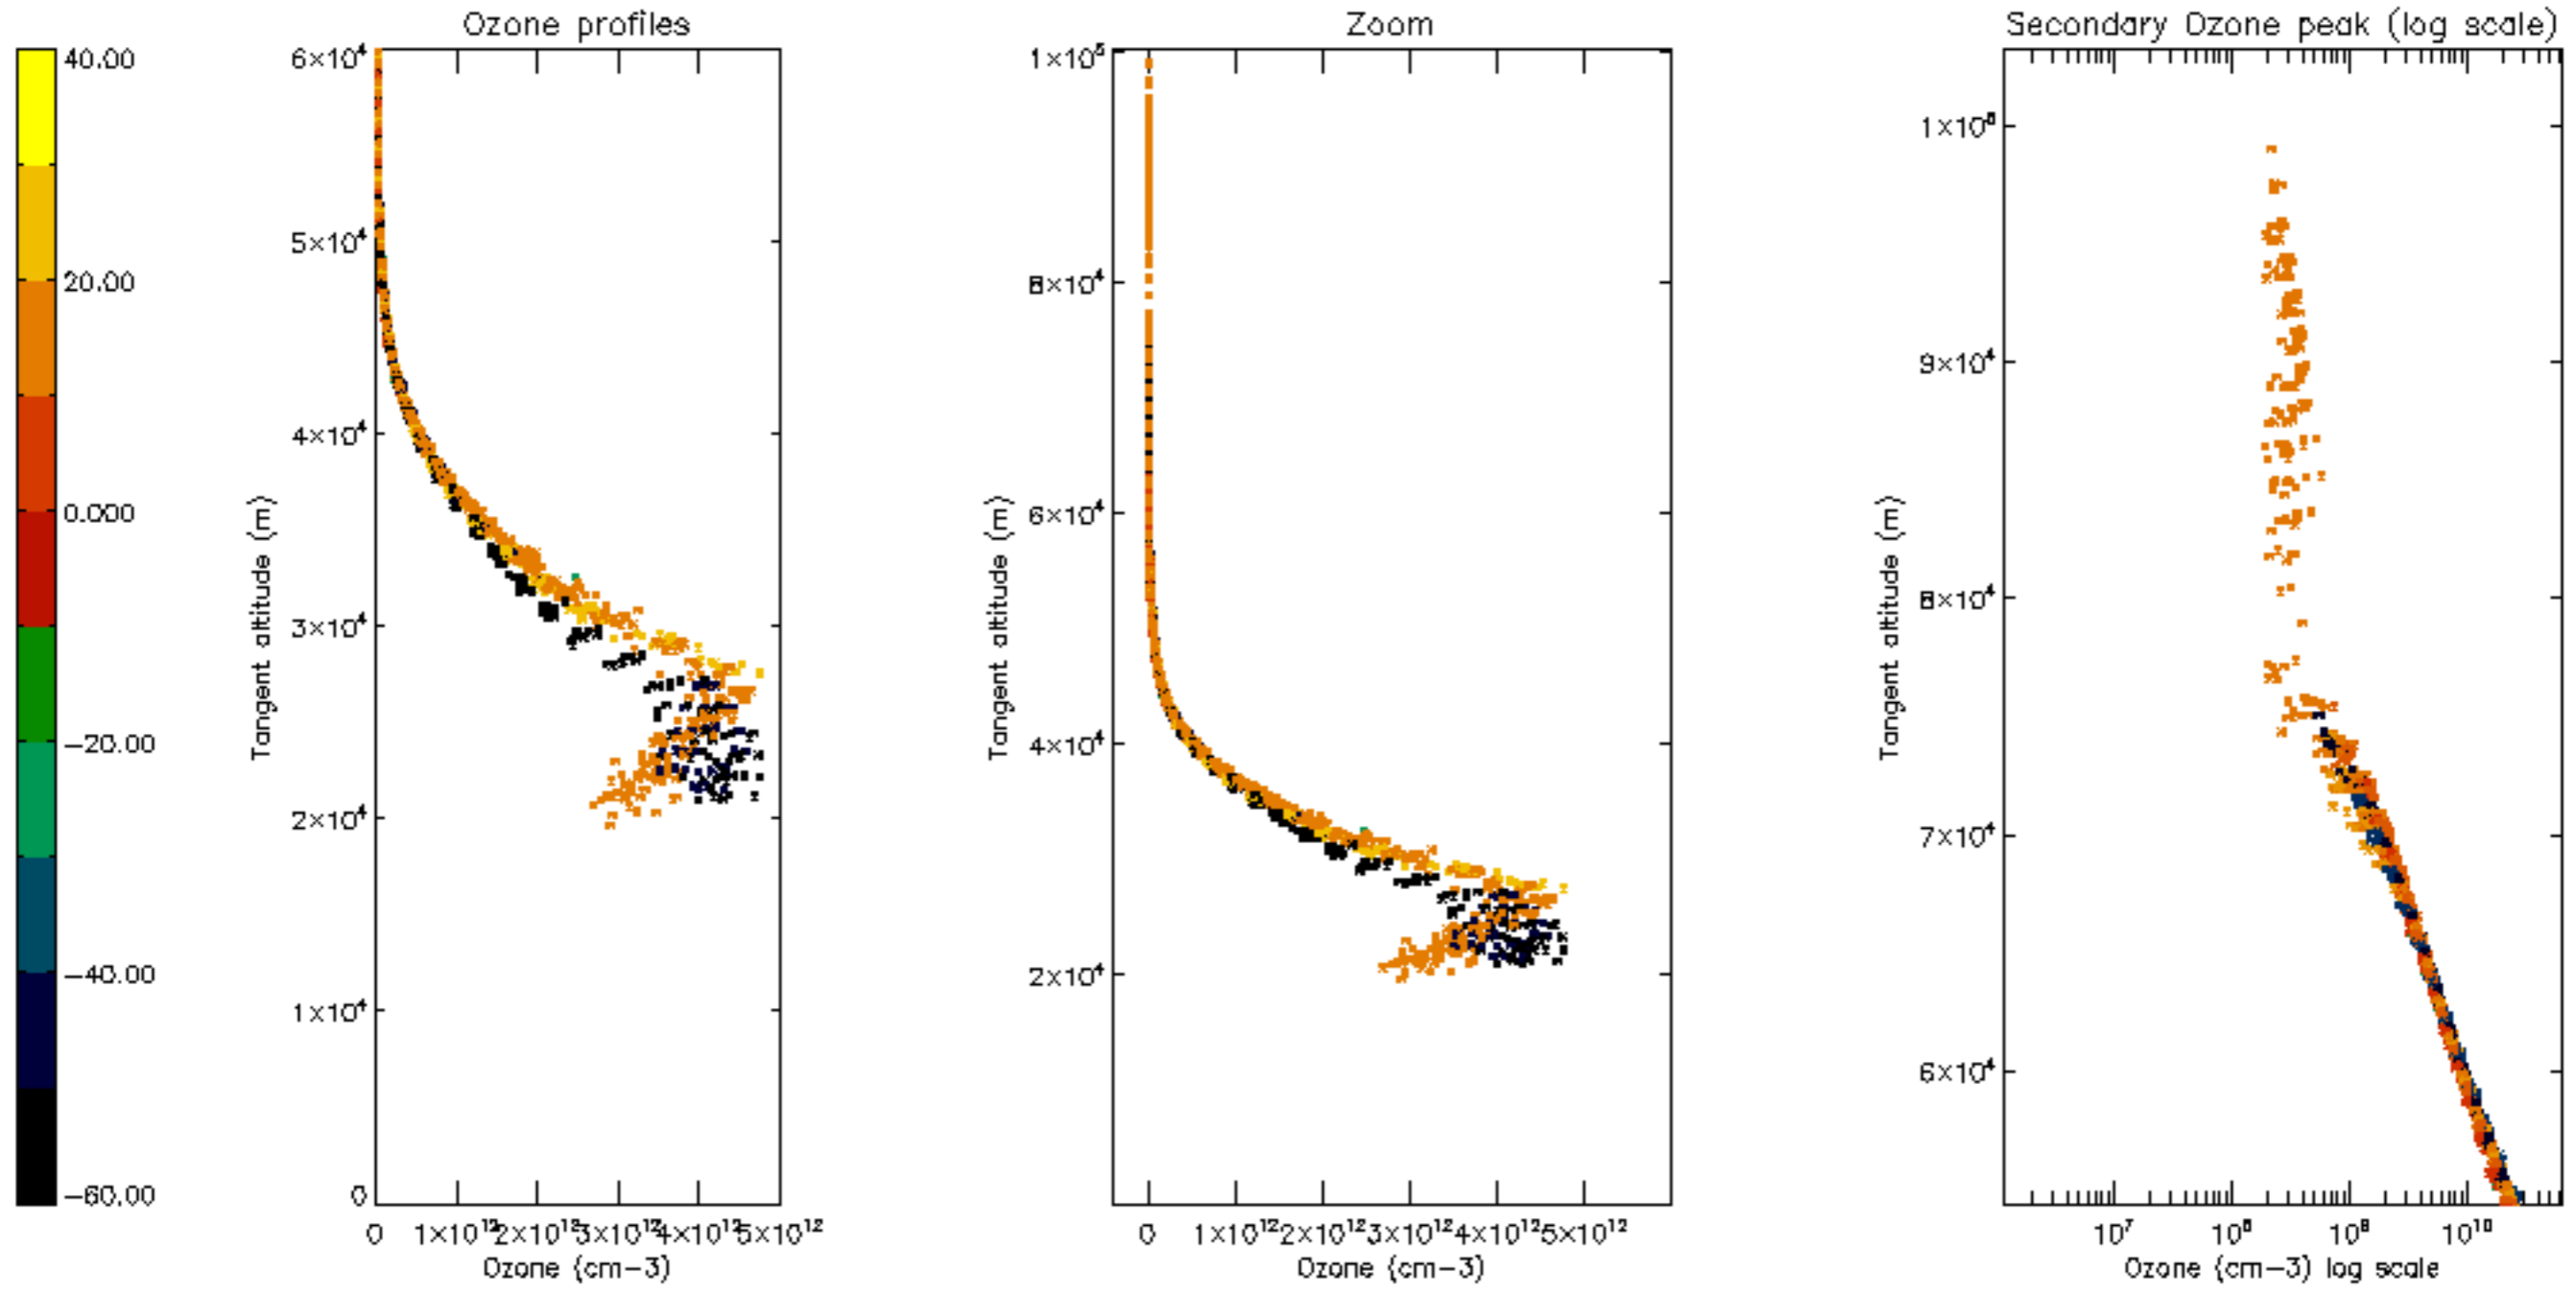 Ozone profiles
Zoom
Secondary Ozone peak (log scale)
40.00
20.00
0.000
−20.00
−40.00
−60.00
6×10⁴
5×10⁴
4×10⁴
3×10⁴
2×10⁴
1×10⁴
0
Tangent altitude (m)
0 1×10¹² 2×10¹² 3×10¹² 4×10¹² 5×10¹²
Ozone (cm−3)
1×10⁵
8×10⁴
6×10⁴
4×10⁴
2×10⁴
Tangent altitude (m)
0 1×10¹² 2×10¹² 3×10¹² 4×10¹² 5×10¹²
Ozone (cm−3)
1×10⁵
9×10⁴
8×10⁴
7×10⁴
6×10⁴
Tangent altitude (m)
10⁷ 10⁸ 10⁹ 10¹⁰
Ozone (cm−3) log scale